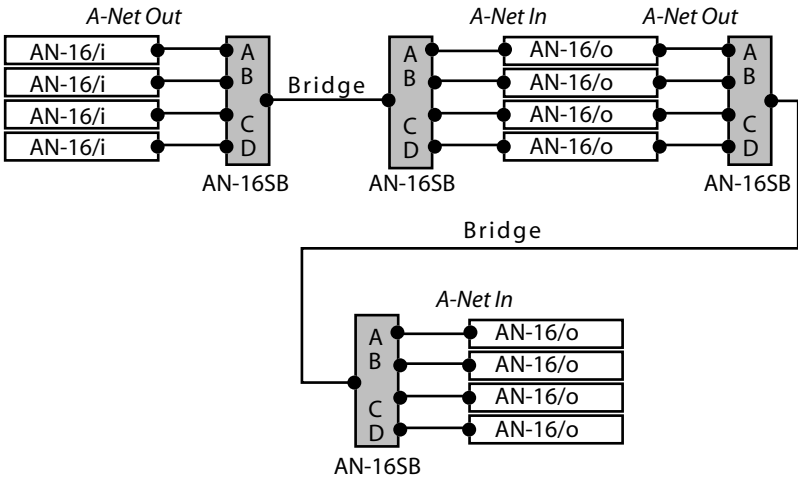 A-Net Out
A-Net In
A-Net Out
AN-16/i
AN-16/i
AN-16/i
AN-16/i
A
B
C
D
AN-16SB
Bridge
A
B
C
D
AN-16SB
AN-16/o
AN-16/o
AN-16/o
AN-16/o
A
B
C
D
AN-16SB
Bridge
A-Net In
A
B
C
D
AN-16SB
AN-16/o
AN-16/o
AN-16/o
AN-16/o